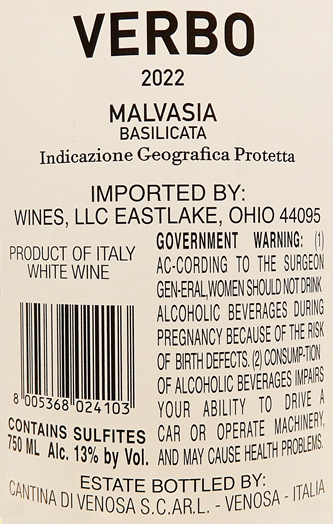 VERBO
2022
MALVASIA
BASILICATA
Indicazione Geografica Protetta
IMPORTED BY:
WINES, LLC EASTLAKE, OHIO 44095
PRODUCT OF ITALY
WHITE WINE
8 005368 024103
CONTAINS SULFITES
750 ML Alc. 13% by Vol.
GOVERNMENT WARNING: (1)
AC-CORDING TO THE SURGEON
GEN-ERAL,WOMEN SHOULD NOT DRINK
ALCOHOLIC BEVERAGES DURING
PREGNANCY BECAUSE OF THE RISK
OF BIRTH DEFECTS. (2) CONSUMP-TION
OF ALCOHOLIC BEVERAGES IMPAIRS
YOUR ABILITY TO DRIVE A
CAR OR OPERATE MACHINERY,
AND MAY CAUSE HEALTH PROBLEMS.
ESTATE BOTTLED BY:
CANTINA DI VENOSA S.C.AR.L. - VENOSA - ITALIA